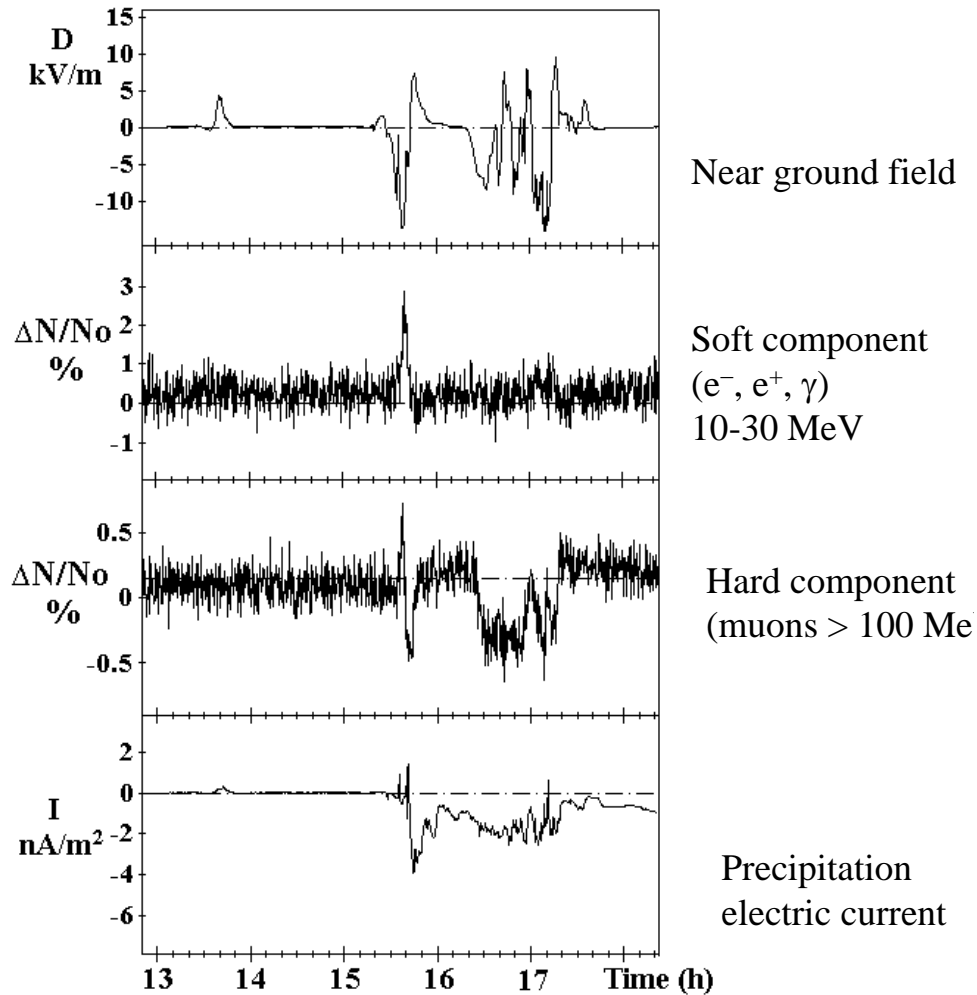 D
kV/m
15
10
5
0
-5
-10
Near ground field
ΔN/No
%
3
2
1
0
-1
Soft component
(e⁻, e⁺, γ)
10-30 MeV
ΔN/No
%
0.5
0
-0.5
Hard component
(muons > 100 Me
I
nA/m²
2
0
-2
-4
-6
Precipitation
electric current
13 14 15 16 17 Time (h)